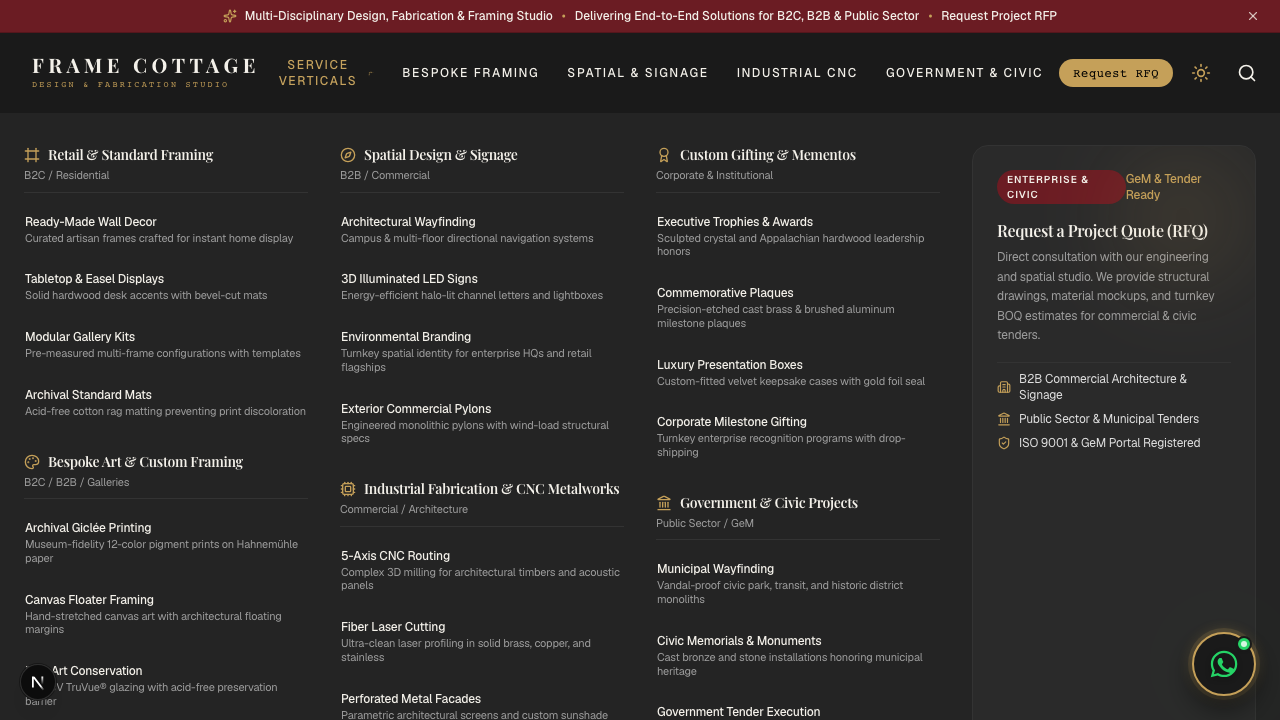 Multi-Disciplinary Design, Fabrication & Framing Studio • Delivering End-to-End Solutions for B2C, B2B & Public Sector • Request Project RFP
FRAME COTTAGE
DESIGN & FABRICATION STUDIO
SERVICE
VERTICALS
BESPOKE FRAMING
SPATIAL & SIGNAGE
INDUSTRIAL CNC
GOVERNMENT & CIVIC
Request RFQ
Retail & Standard Framing
B2C / Residential
Ready-Made Wall Decor
Curated artisan frames crafted for instant home display
Tabletop & Easel Displays
Solid hardwood desk accents with bevel-cut mats
Modular Gallery Kits
Pre-measured multi-frame configurations with templates
Archival Standard Mats
Acid-free cotton rag matting preventing print discoloration
Bespoke Art & Custom Framing
B2C / B2B / Galleries
Archival Giclée Printing
Museum-fidelity 12-color pigment prints on Hahnemühle
paper
Canvas Floater Framing
Hand-stretched canvas art with architectural floating
margins
Art Conservation
V TruVue® glazing with acid-free preservation
barrier
N
Spatial Design & Signage
B2B / Commercial
Architectural Wayfinding
Campus & multi-floor directional navigation systems
3D Illuminated LED Signs
Energy-efficient halo-lit channel letters and lightboxes
Environmental Branding
Turnkey spatial identity for enterprise HQs and retail
flagships
Exterior Commercial Pylons
Engineered monolithic pylons with wind-load structural
specs
Industrial Fabrication & CNC Metalworks
Commercial / Architecture
5-Axis CNC Routing
Complex 3D milling for architectural timbers and acoustic
panels
Fiber Laser Cutting
Ultra-clean laser profiling in solid brass, copper, and
stainless
Perforated Metal Facades
Parametric architectural screens and custom sunshade
Custom Gifting & Mementos
Corporate & Institutional
Executive Trophies & Awards
Sculpted crystal and Appalachian hardwood leadership
honors
Commemorative Plaques
Precision-etched cast brass & brushed aluminum
milestone plaques
Luxury Presentation Boxes
Custom-fitted velvet keepsake cases with gold foil seal
Corporate Milestone Gifting
Turnkey enterprise recognition programs with drop-
shipping
Government & Civic Projects
Public Sector / GeM
Municipal Wayfinding
Vandal-proof civic park, transit, and historic district
monoliths
Civic Memorials & Monuments
Cast bronze and stone installations honoring municipal
heritage
Government Tender Execution
ENTERPRISE &
CIVIC
GeM & Tender
Ready
Request a Project Quote (RFQ)
Direct consultation with our engineering
and spatial studio. We provide structural
drawings, material mockups, and turnkey
BOQ estimates for commercial & civic
tenders.
B2B Commercial Architecture &
Signage
Public Sector & Municipal Tenders
ISO 9001 & GeM Portal Registered